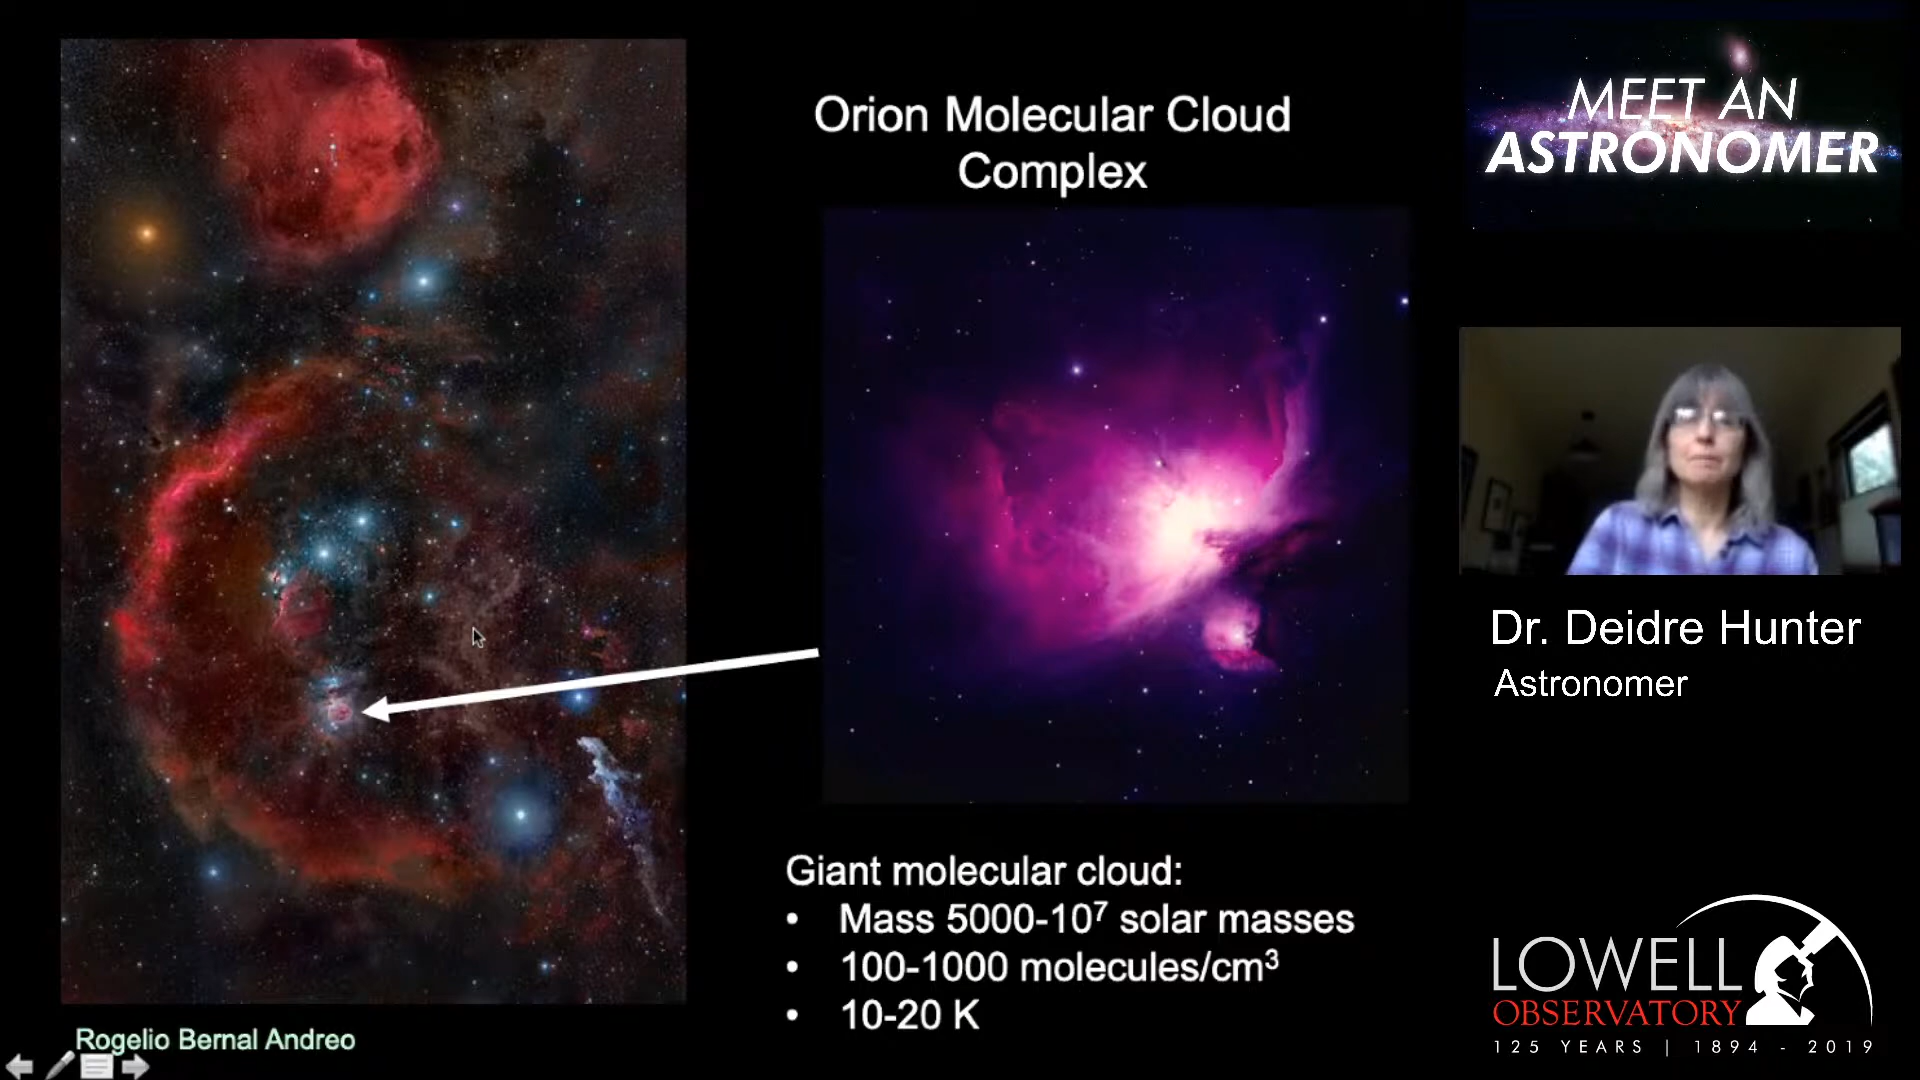 Orion Molecular Cloud
Complex
Giant molecular cloud:
• Mass 5000-10⁷ solar masses
• 100-1000 molecules/cm³
• 10-20 K
Rogelio Bernal Andreo
MEET AN
ASTRONOMER
Dr. Deidre Hunter
Astronomer
LOWELL
OBSERVATORY
125 YEARS | 1894 - 2019